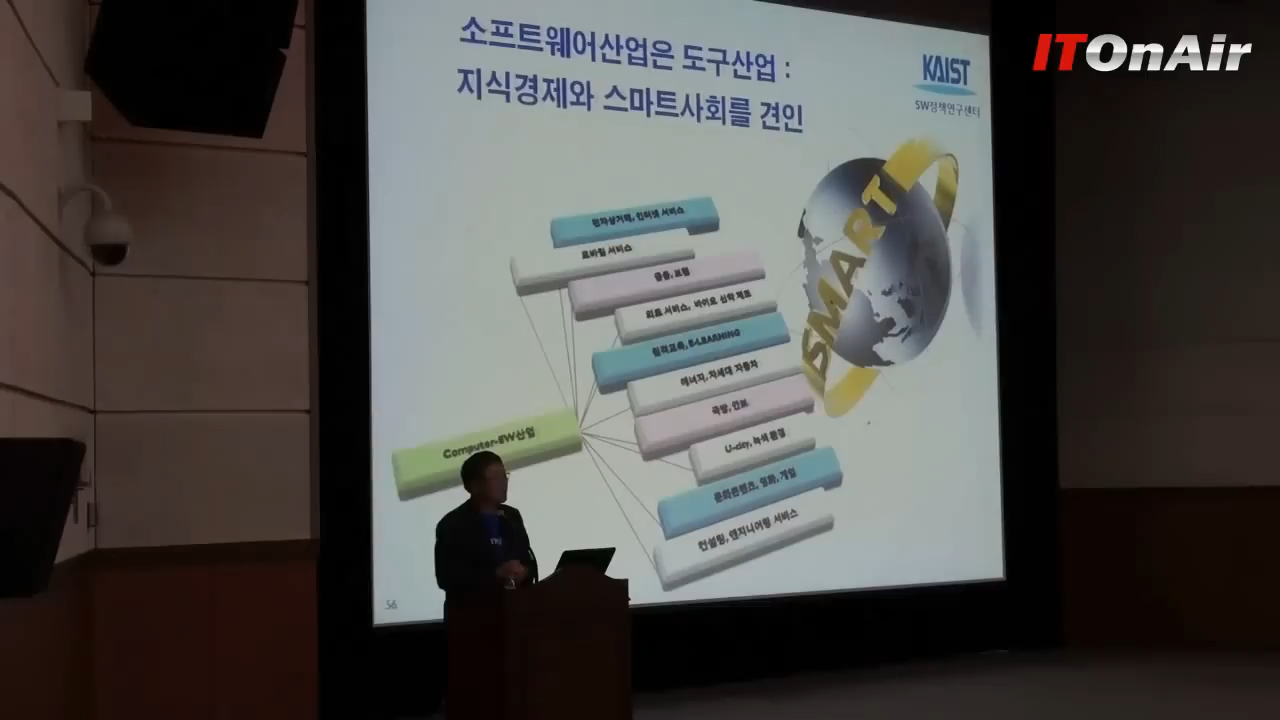 소프트웨어산업은 도구산업 :
지식경제와 스마트사회를 견인
ITOnAir
KAIST
SW정책연구센터
SMART
전자상거래, 인터넷 서비스
모바일 서비스
금융, 보험
의료 서비스, 바이오 신약 제조
원격교육, E-LEARNING
에너지, 차세대 자동차
국방, 안보
U-city, 녹색 환경
문화콘텐츠, 영화, 게임
컨설팅, 엔지니어링 서비스
Computer-SW산업
56